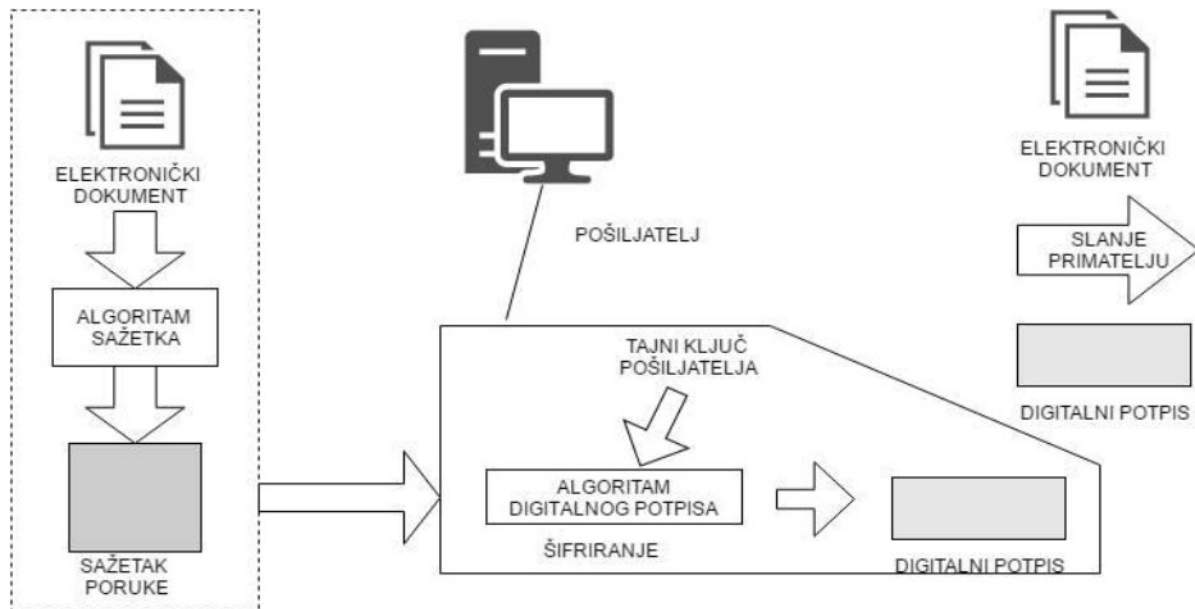 ELEKTRONIČKI
DOKUMENT
ALGORITAM
SAŽETKA
SAŽETAK
PORUKE
POŠILJATELJ
TAJNI KLJUČ
POŠILJATELJA
ALGORITAM
DIGITALNOG POTPISA
ŠIFRIRANJE
DIGITALNI POTPIS
ELEKTRONIČKI
DOKUMENT
SLANJE
PRIMATELJU
DIGITALNI POTPIS